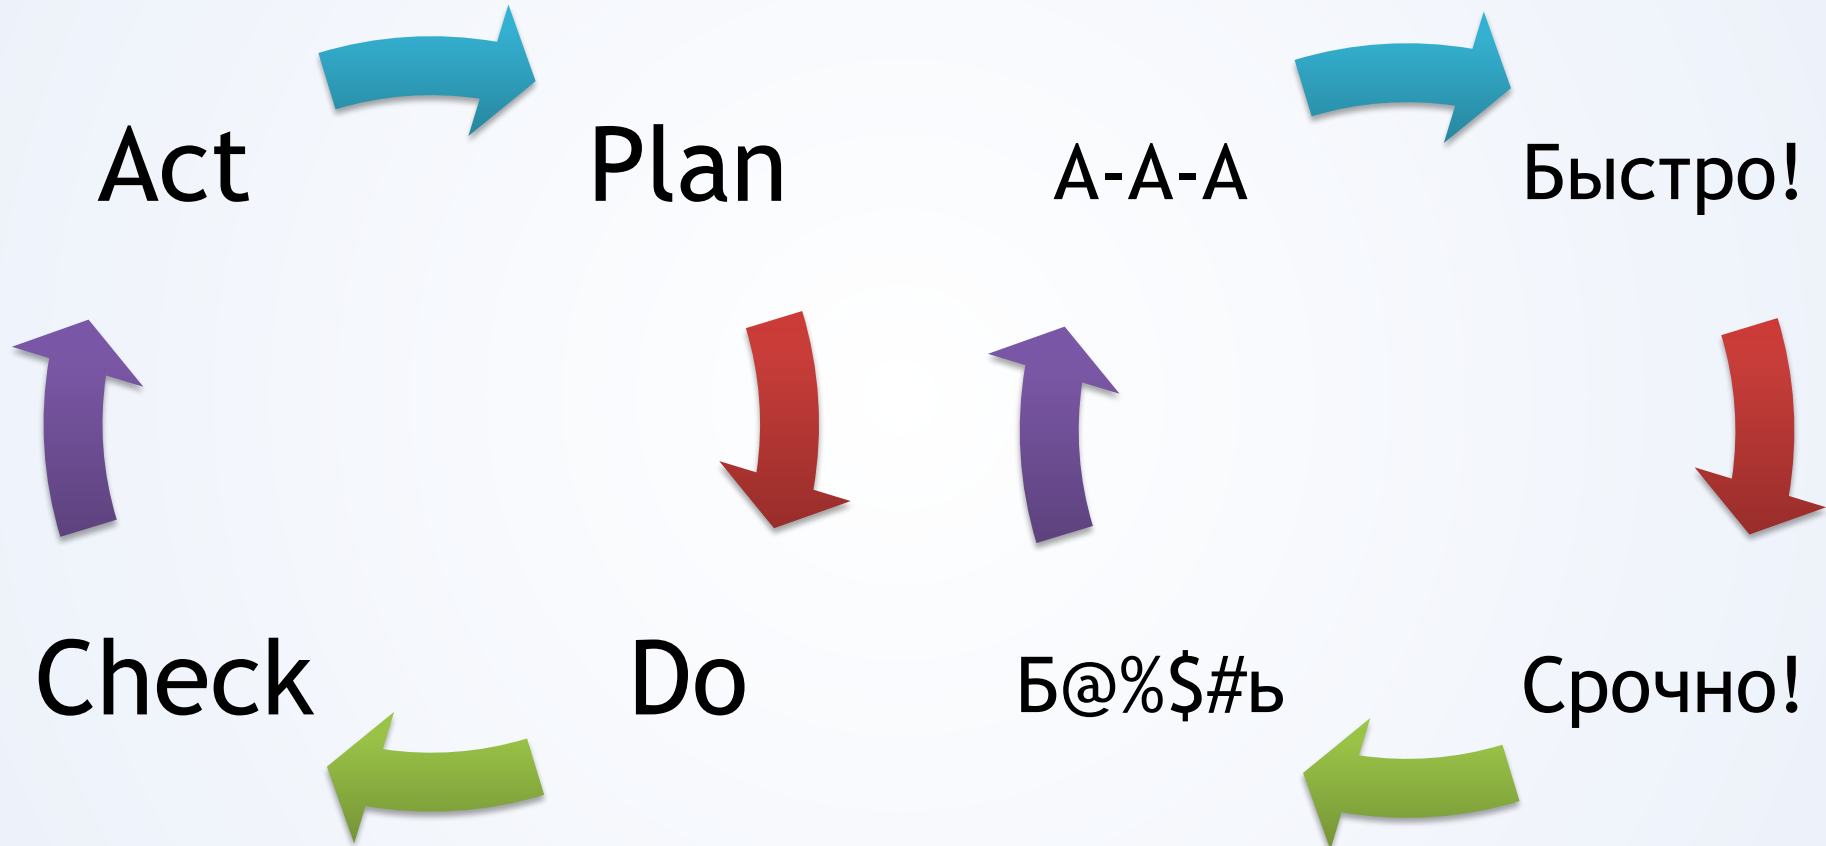 Act
Plan
Check
Do
А-А-А
Быстро!
Б@%$#ь
Срочно!